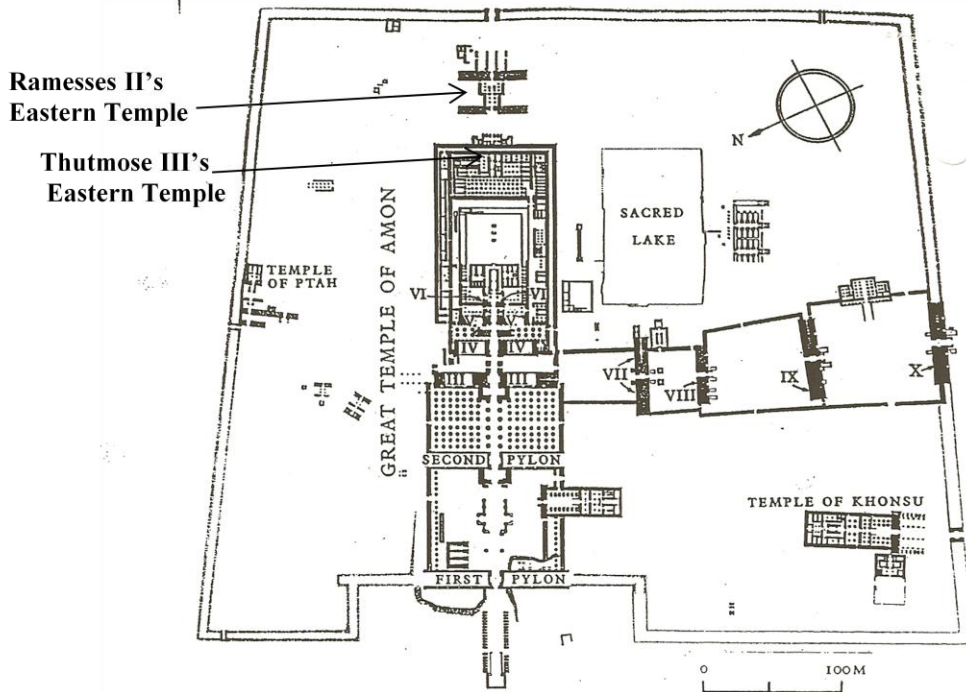 Ramesses II's
Eastern Temple
Thutmose III's
Eastern Temple
N
GREAT TEMPLE OF AMON
SACRED
LAKE
TEMPLE
OF PTAH
VI
VI
V
V
IV
IV
III
III
VII
VIII
IX
X
SECOND PYLON
TEMPLE OF KHONSU
FIRST PYLON
0 100M